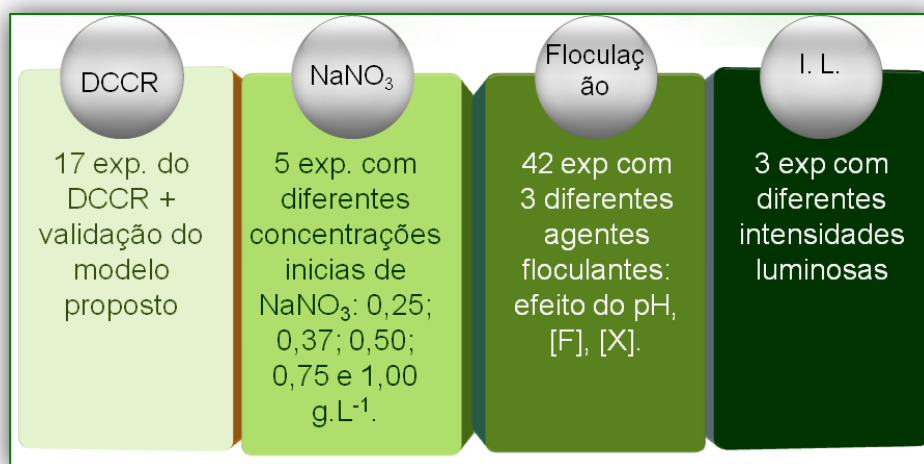 DCCR
17 exp. do
DCCR +
validação do
modelo
proposto
NaNO₃
5 exp. com
diferentes
concentrações
inicias de
NaNO₃: 0,25;
0,37; 0,50;
0,75 e 1,00
g.L⁻¹.
Floculaç
ão
42 exp com
3 diferentes
agentes
floculantes:
efeito do pH,
[F], [X].
I. L.
3 exp com
diferentes
intensidades
luminosas